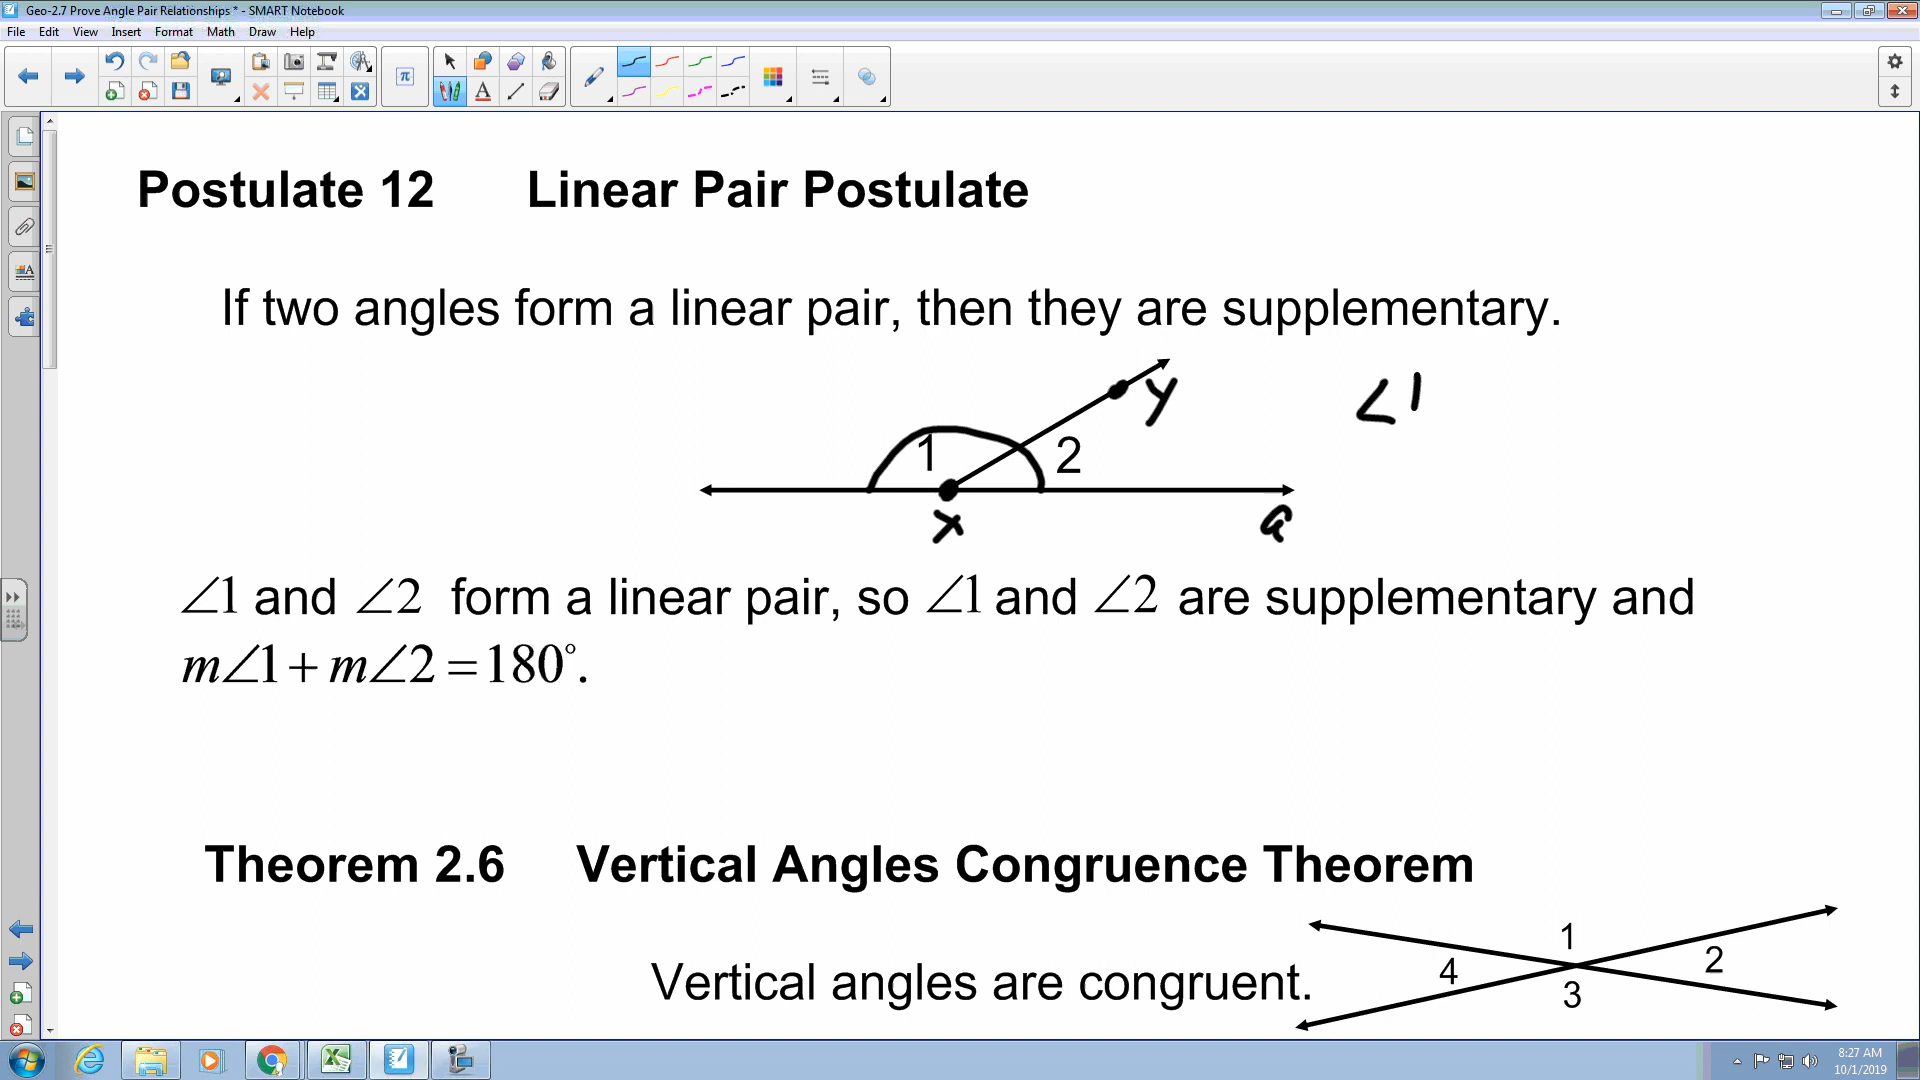 Geo-2.7 Prove Angle Pair Relationships * - SMART Notebook
File Edit View Insert Format Math Draw Help
Postulate 12 Linear Pair Postulate
If two angles form a linear pair, then they are supplementary.
y ∠1
1 2
x
∠1 and ∠2 form a linear pair, so ∠1 and ∠2 are supplementary and
m∠1 + m∠2 = 180°.
Theorem 2.6 Vertical Angles Congruence Theorem
1
4 2
Vertical angles are congruent.
3
8:27 AM
10/1/2019